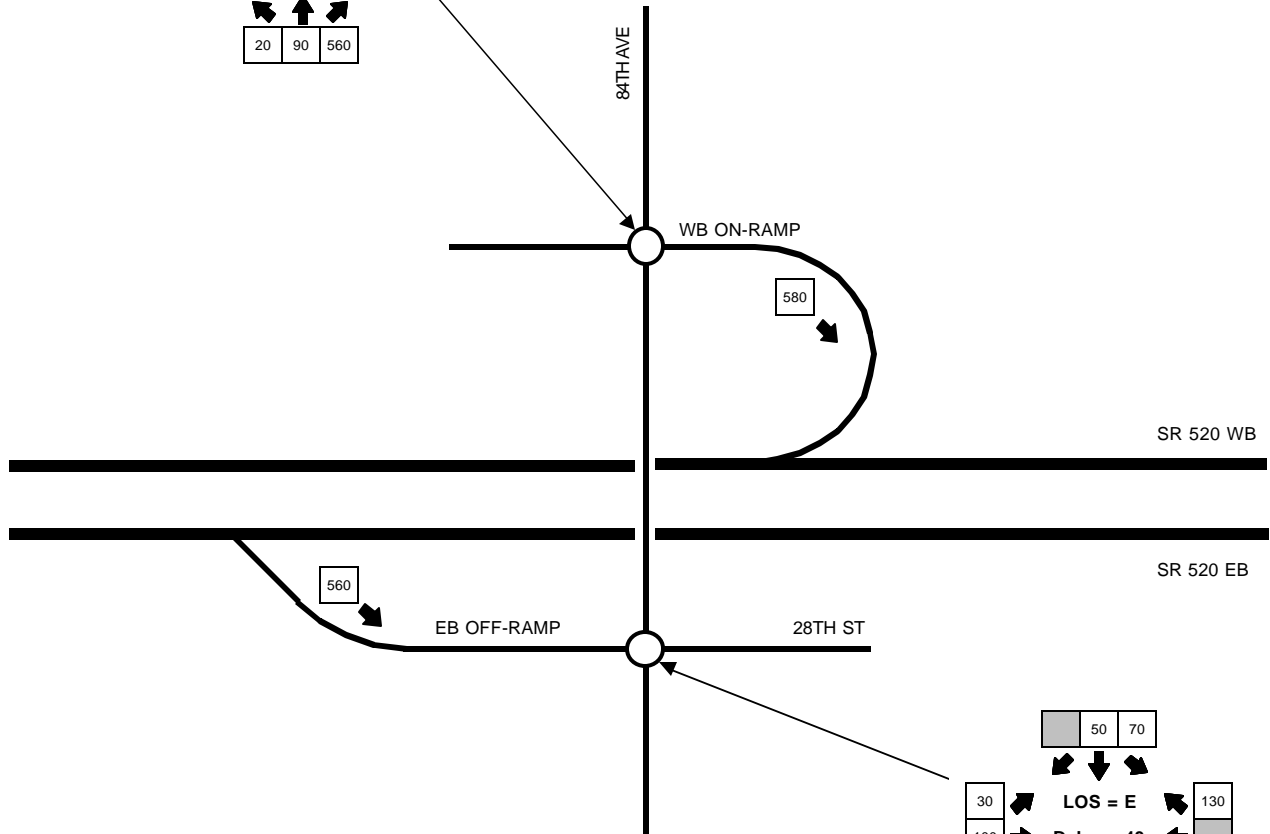 20 90 560
84TH AVE
WB ON-RAMP
580
SR 520 WB
SR 520 EB
560
EB OFF-RAMP
28TH ST
50 70
30 LOS = E 130